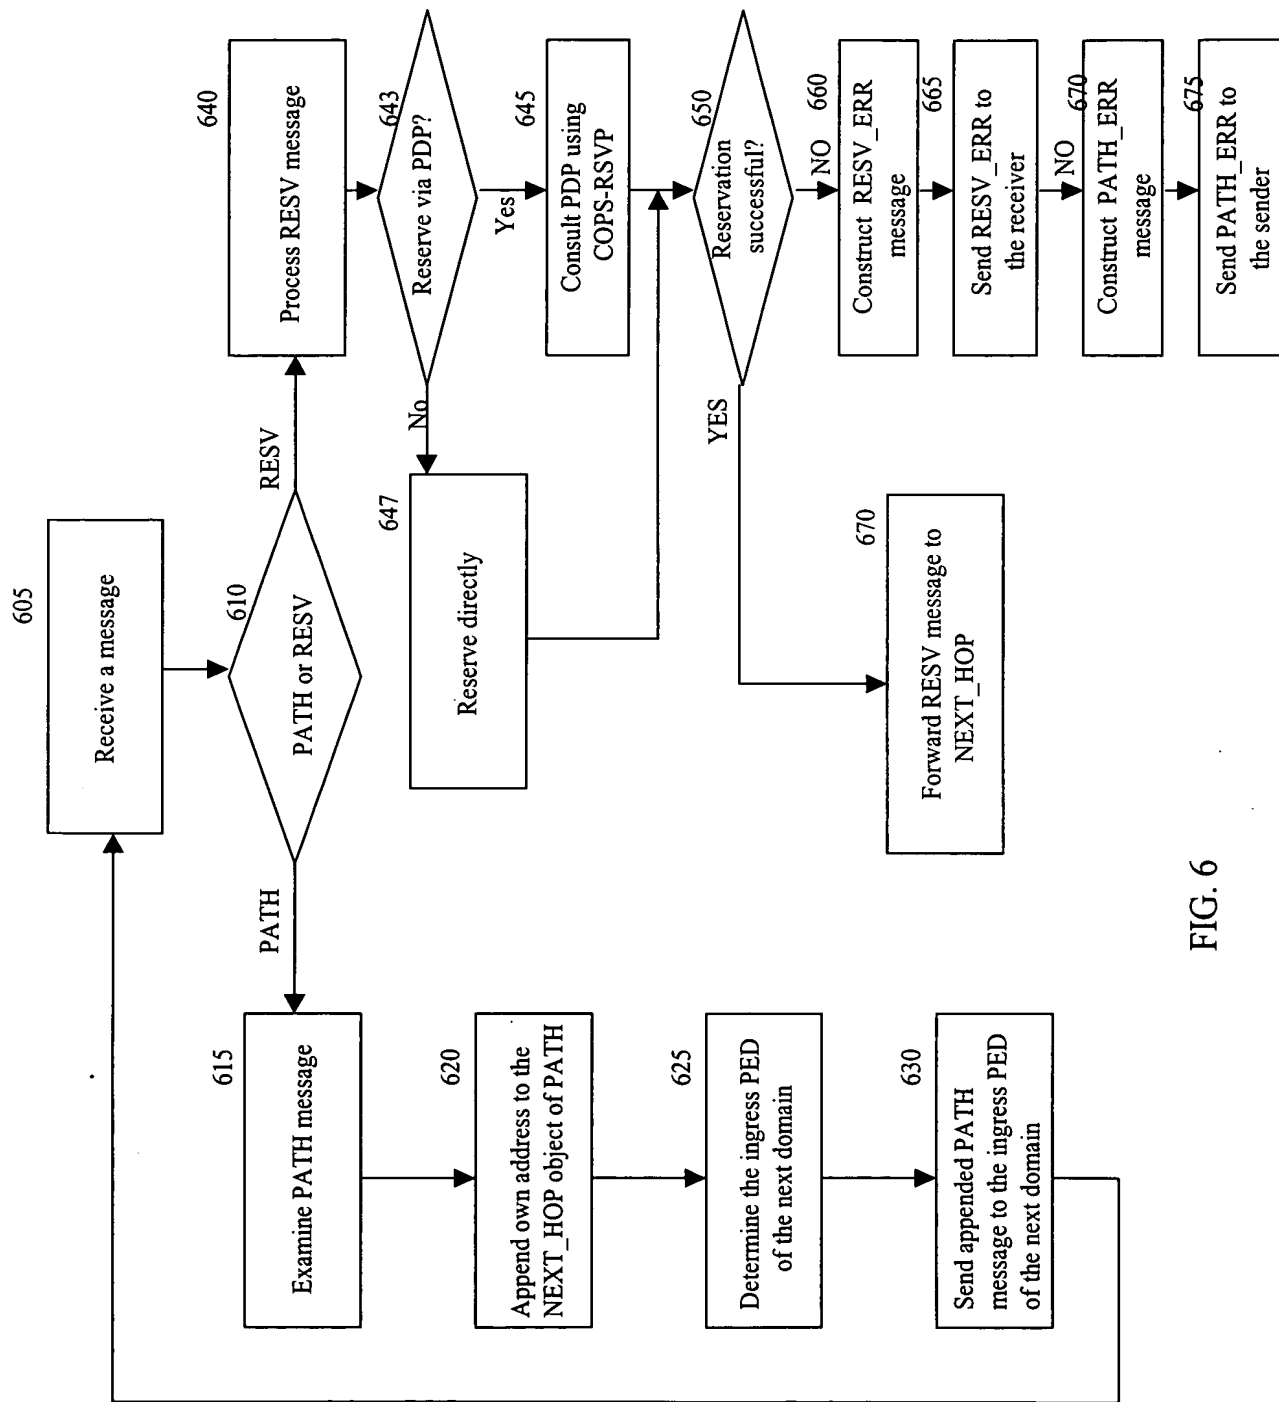 605
Receive a message
610
PATH or RESV
PATH
RESV
615
Examine PATH message
620
Append own address to the
NEXT_HOP object of PATH
625
Determine the ingress PED
of the next domain
630
Send appended PATH
message to the ingress PED
of the next domain
640
Process RESV message
643
Reserve via PDP?
No
Yes
647
Reserve directly
645
Consult PDP using
COPS-RSVP
650
Reservation
successful?
YES
NO
670
Forward RESV message to
NEXT_HOP
660
Construct RESV_ERR
message
665
Send RESV_ERR to
the receiver
NO
670
Construct PATH_ERR
message
675
Send PATH_ERR to
the sender
FIG. 6